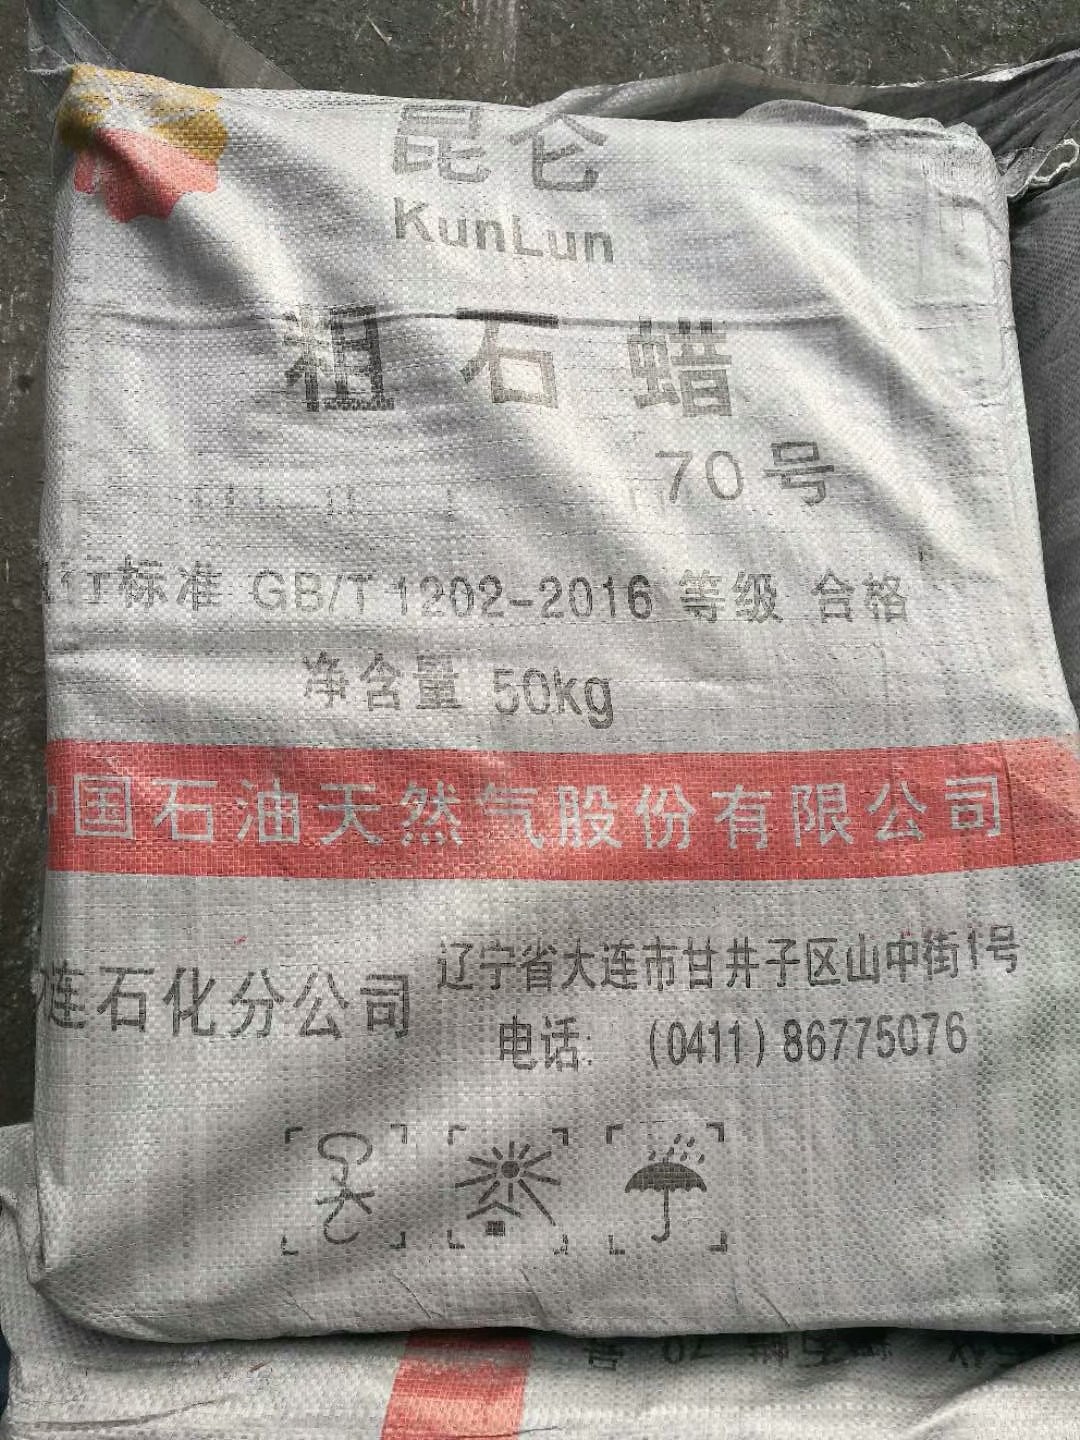 昆仑
KunLun
粗石蜡
70号
行标准 GB/T 1202-2016 等级 合格
净含量 50kg
中国石油天然气股份有限公司
连石化分公司
辽宁省大连市甘井子区山中街1号
电话: (0411) 86775076